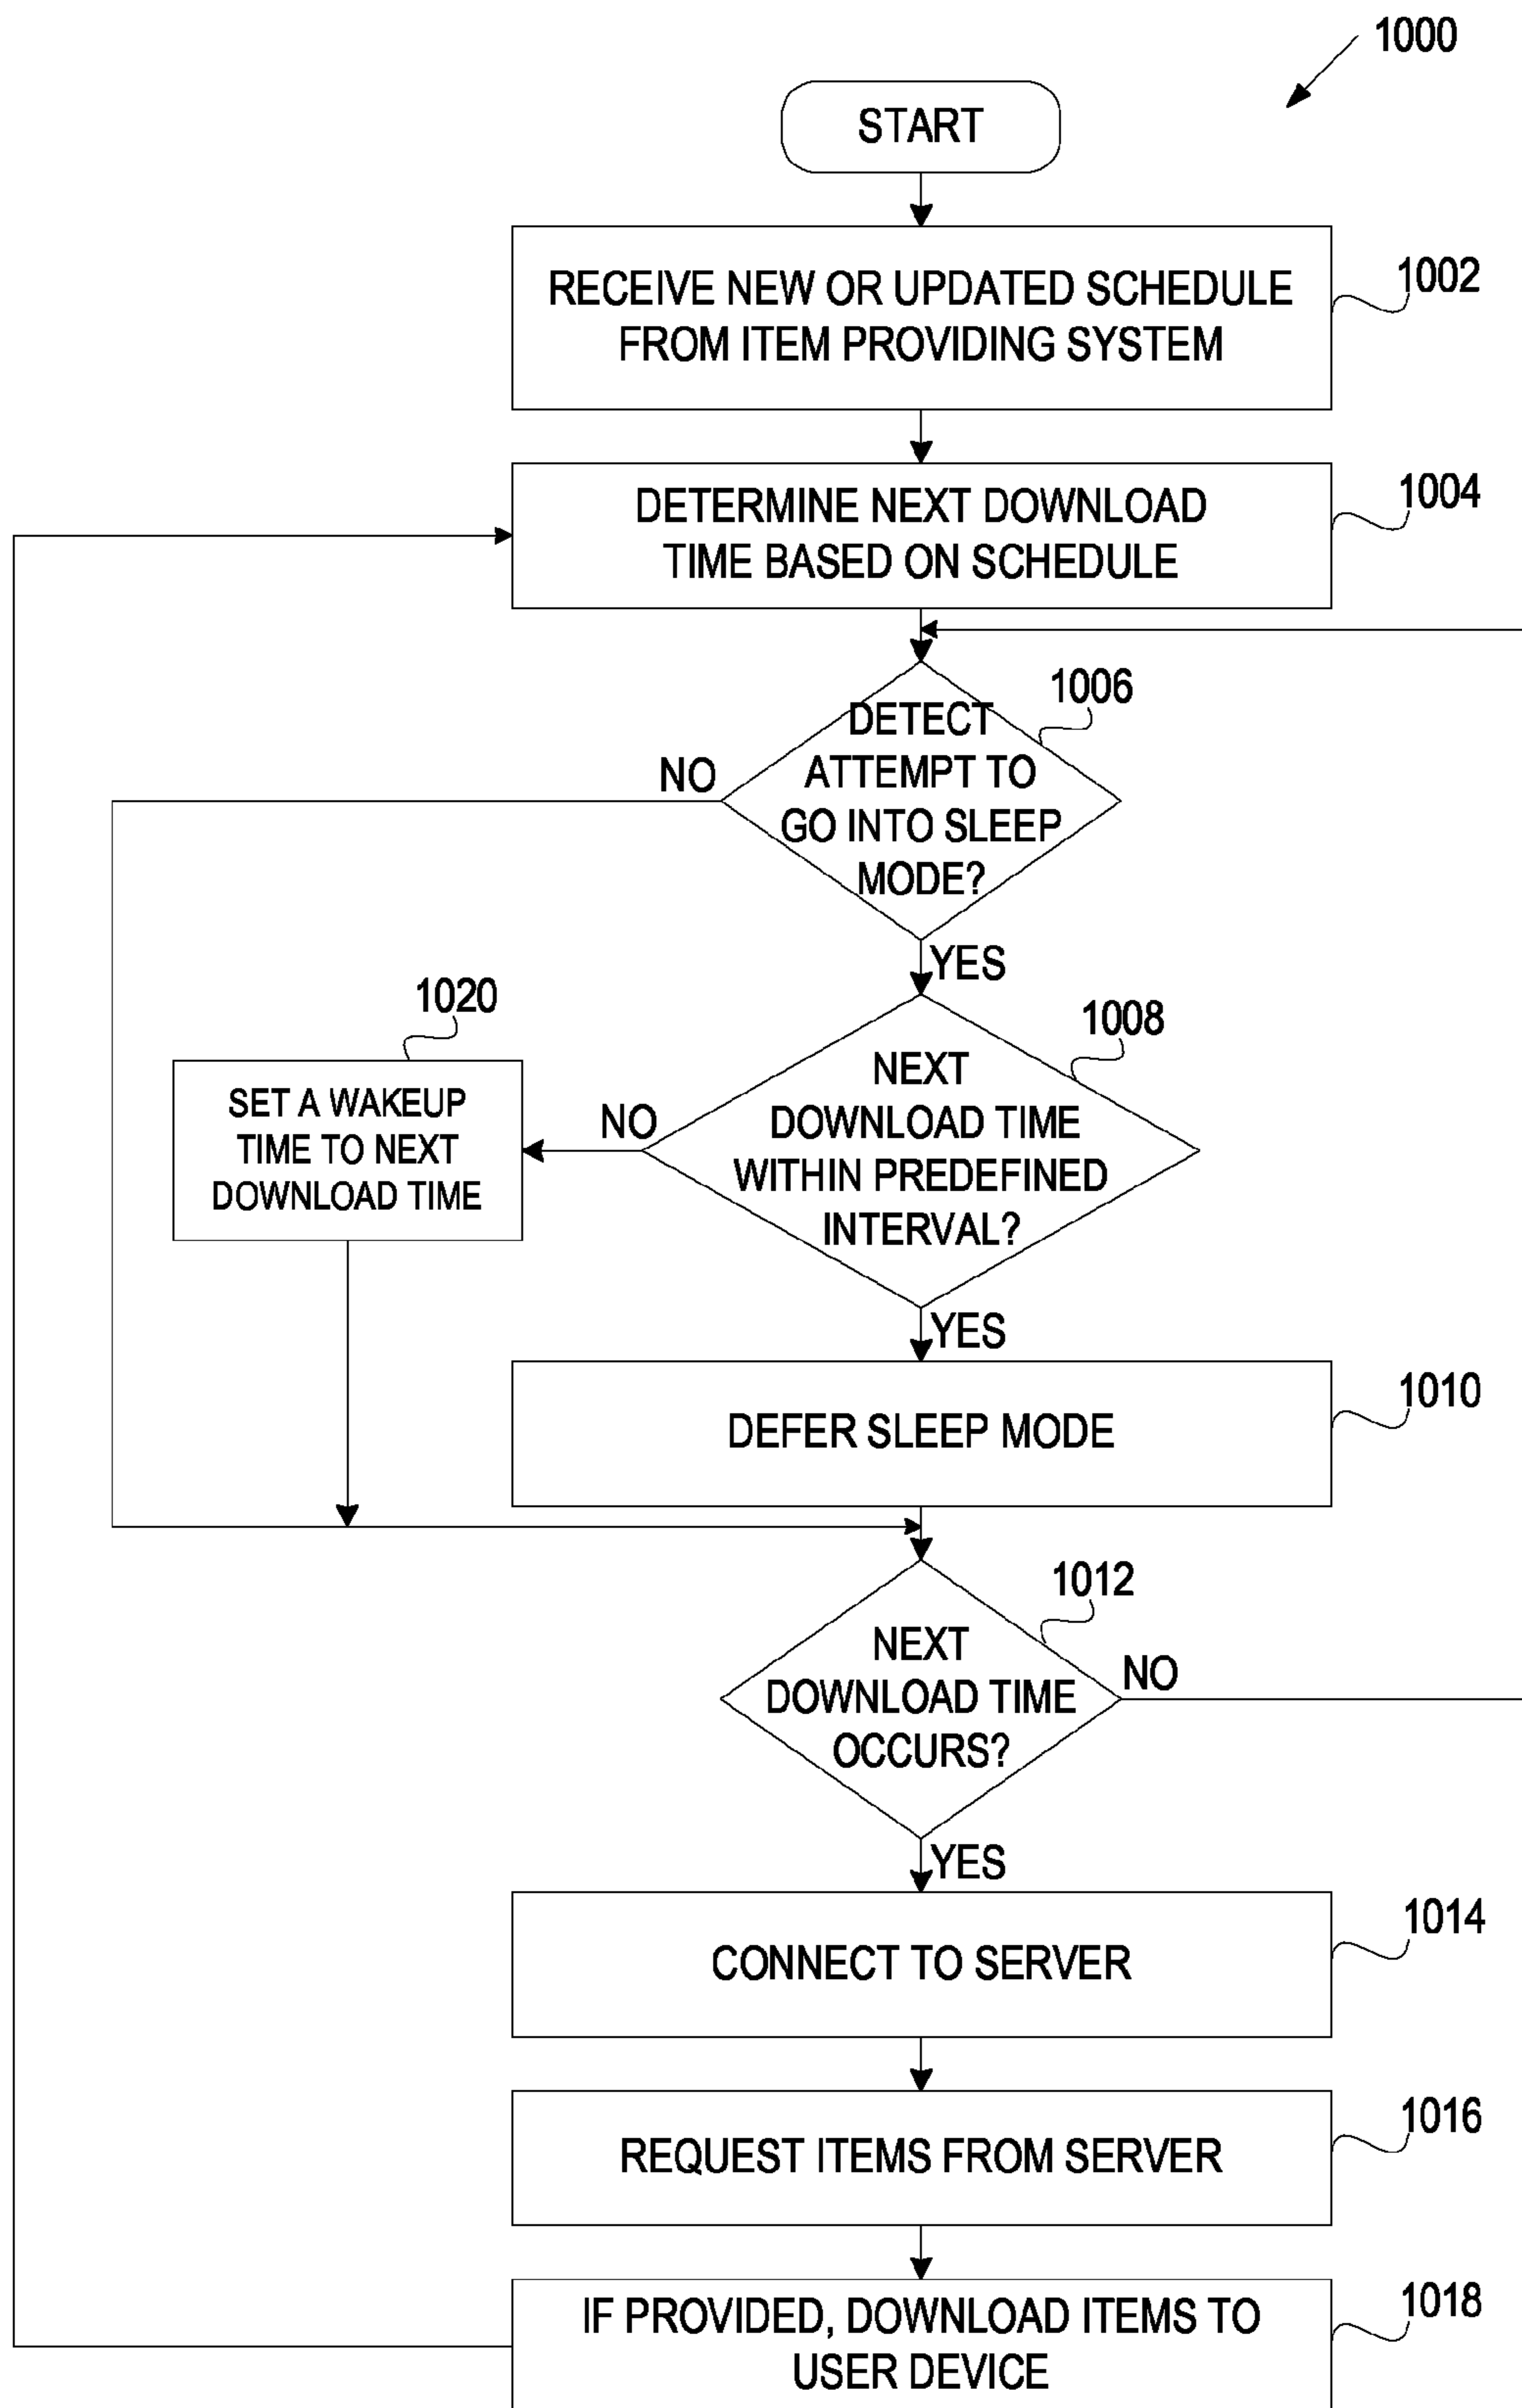 1000
START
RECEIVE NEW OR UPDATED SCHEDULE
FROM ITEM PROVIDING SYSTEM
1002
DETERMINE NEXT DOWNLOAD
TIME BASED ON SCHEDULE
1004
DETECT
ATTEMPT TO
GO INTO SLEEP
MODE?
1006
NO
YES
1020
SET A WAKEUP
TIME TO NEXT
DOWNLOAD TIME
NO
NEXT
DOWNLOAD TIME
WITHIN PREDEFINED
INTERVAL?
1008
YES
DEFER SLEEP MODE
1010
NEXT
DOWNLOAD TIME
OCCURS?
1012
NO
YES
CONNECT TO SERVER
1014
REQUEST ITEMS FROM SERVER
1016
IF PROVIDED, DOWNLOAD ITEMS TO
USER DEVICE
1018